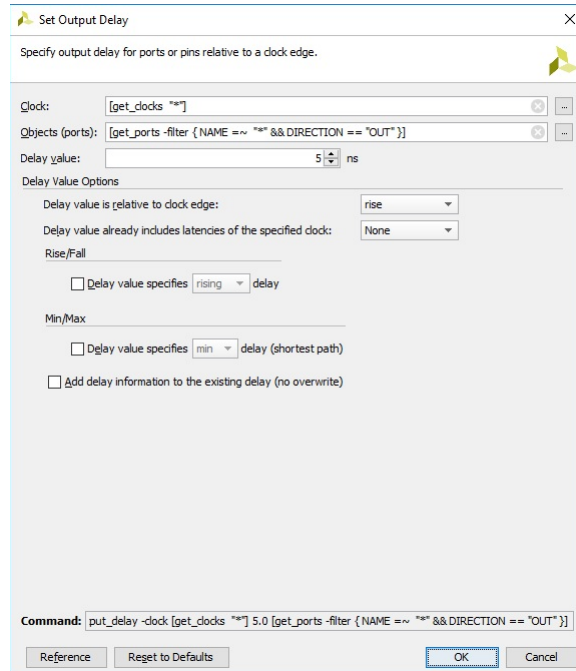 Set Output Delay
Specify output delay for ports or pins relative to a clock edge.
Clock: [get_clocks "*"] ...
Objects (ports): [get_ports -filter { NAME =~ "*" && DIRECTION == "OUT" }] ...
Delay value: 5 ns
Delay Value Options
Delay value is relative to clock edge: rise
Delay value already includes latencies of the specified clock: None
Rise/Fall
Delay value specifies rising delay
Min/Max
Delay value specifies min delay (shortest path)
Add delay information to the existing delay (no overwrite)
Command: put_delay -clock [get_clocks "*"] 5.0 [get_ports -filter { NAME =~ "*" && DIRECTION == "OUT" }]
Reference Reset to Defaults OK Cancel